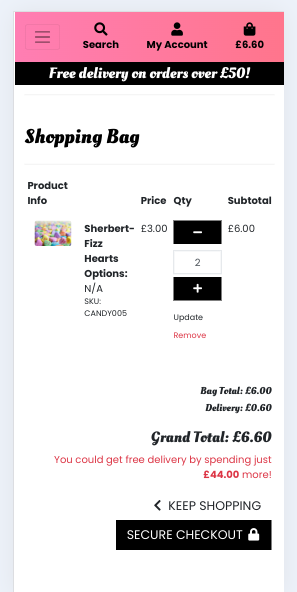 Search My Account £6.60
Free delivery on orders over £50!
Shopping Bag
Product Info Price Qty Subtotal
Sherbert-Fizz Hearts £3.00 £6.00
Options:
N/A
SKU:
CANDY005
2
Update
Remove
Bag Total: £6.00
Delivery: £0.60
Grand Total: £6.60
You could get free delivery by spending just
£44.00 more!
KEEP SHOPPING
SECURE CHECKOUT